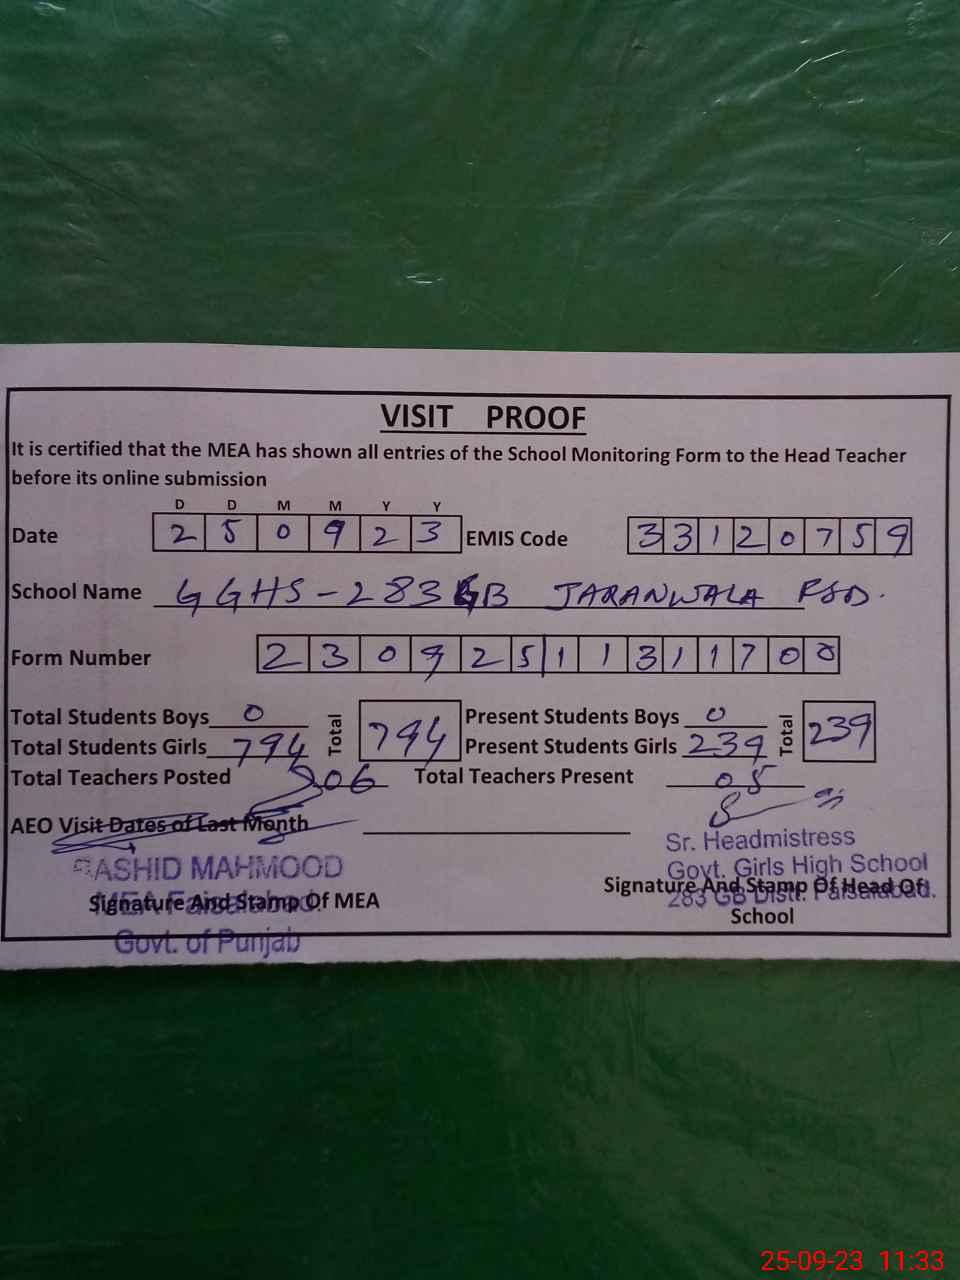 VISIT PROOF
It is certified that the MEA has shown all entries of the School Monitoring Form to the Head Teacher
before its online submission
D D M M Y Y
Date 2 5 0 9 2 3 EMIS Code 3 3 1 2 0 7 5 9
School Name GGHS-283 GB JARANWALA FSD.
Form Number 2 3 0 9 2 5 1 1 3 1 1 7 0 0
Total Students Boys 0 Total 794 Present Students Boys 0 Total 239
Total Students Girls 794 Present Students Girls 239
Total Teachers Posted 06 Total Teachers Present 05
AEO Visit Dates of Last Month
RASHID MAHMOOD
MEA Faisalabad.
Govt. of Punjab
Signature And Stamp Of MEA
Sr. Headmistress
Govt. Girls High School
283 GB Distt. Faisalabad.
Signature And Stamp Of Head Of
School
25-09-23 11:33